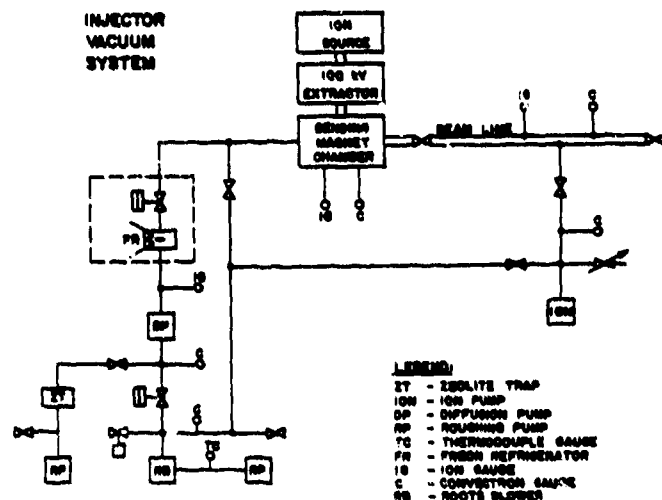 INJECTOR
VACUUM
SYSTEM
ION
SOURCE
100 kV
EXTRACTOR
BENDING
MAGNET
CHAMBER
BEAM LINE
IG
C
IG
C
FR
C
IG
ION
DP
C
ZT
C
TC
RP
RB
RP
LEGEND:
ZT - ZEOLITE TRAP
ION - ION PUMP
DP - DIFFUSION PUMP
RP - ROUGHING PUMP
TC - THERMOCOUPLE GAUGE
FR - FREON REFRIGERATOR
IG - ION GAUGE
C - CONVECTRON GAUGE
RB - ROOTS BLOWER